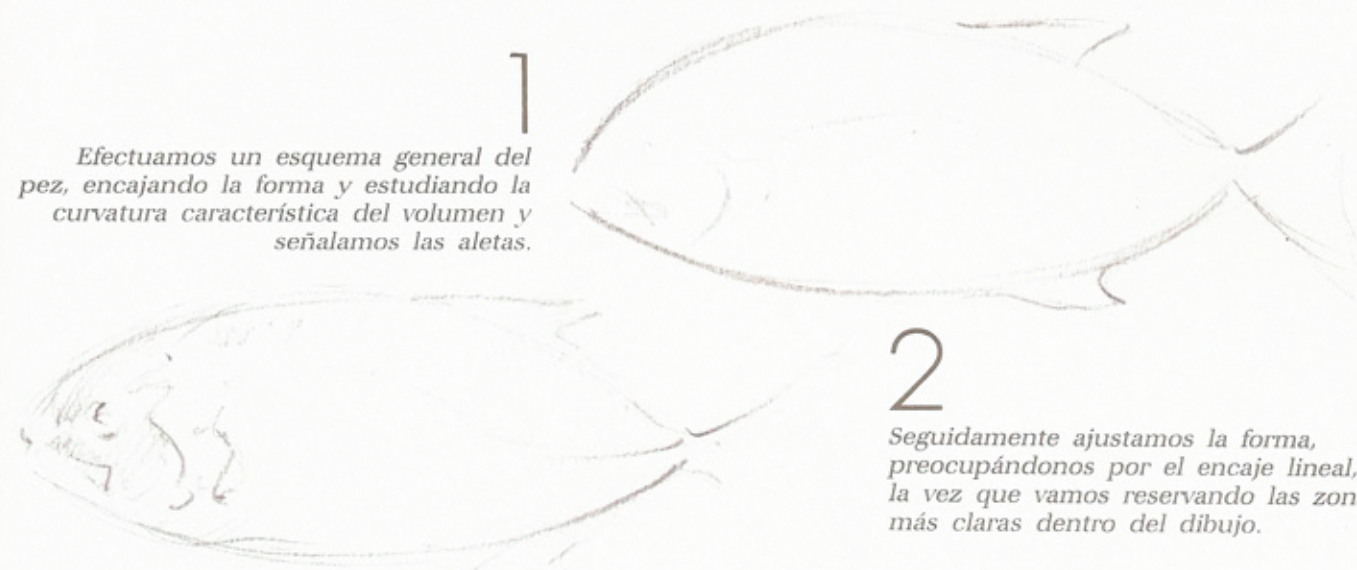 1
Efectuamos un esquema general del
pez, encajando la forma y estudiando la
curvatura característica del volumen y
señalamos las aletas.
2
Seguidamente ajustamos la forma,
preocupándonos por el encaje lineal,
la vez que vamos reservando las zon
más claras dentro del dibujo.